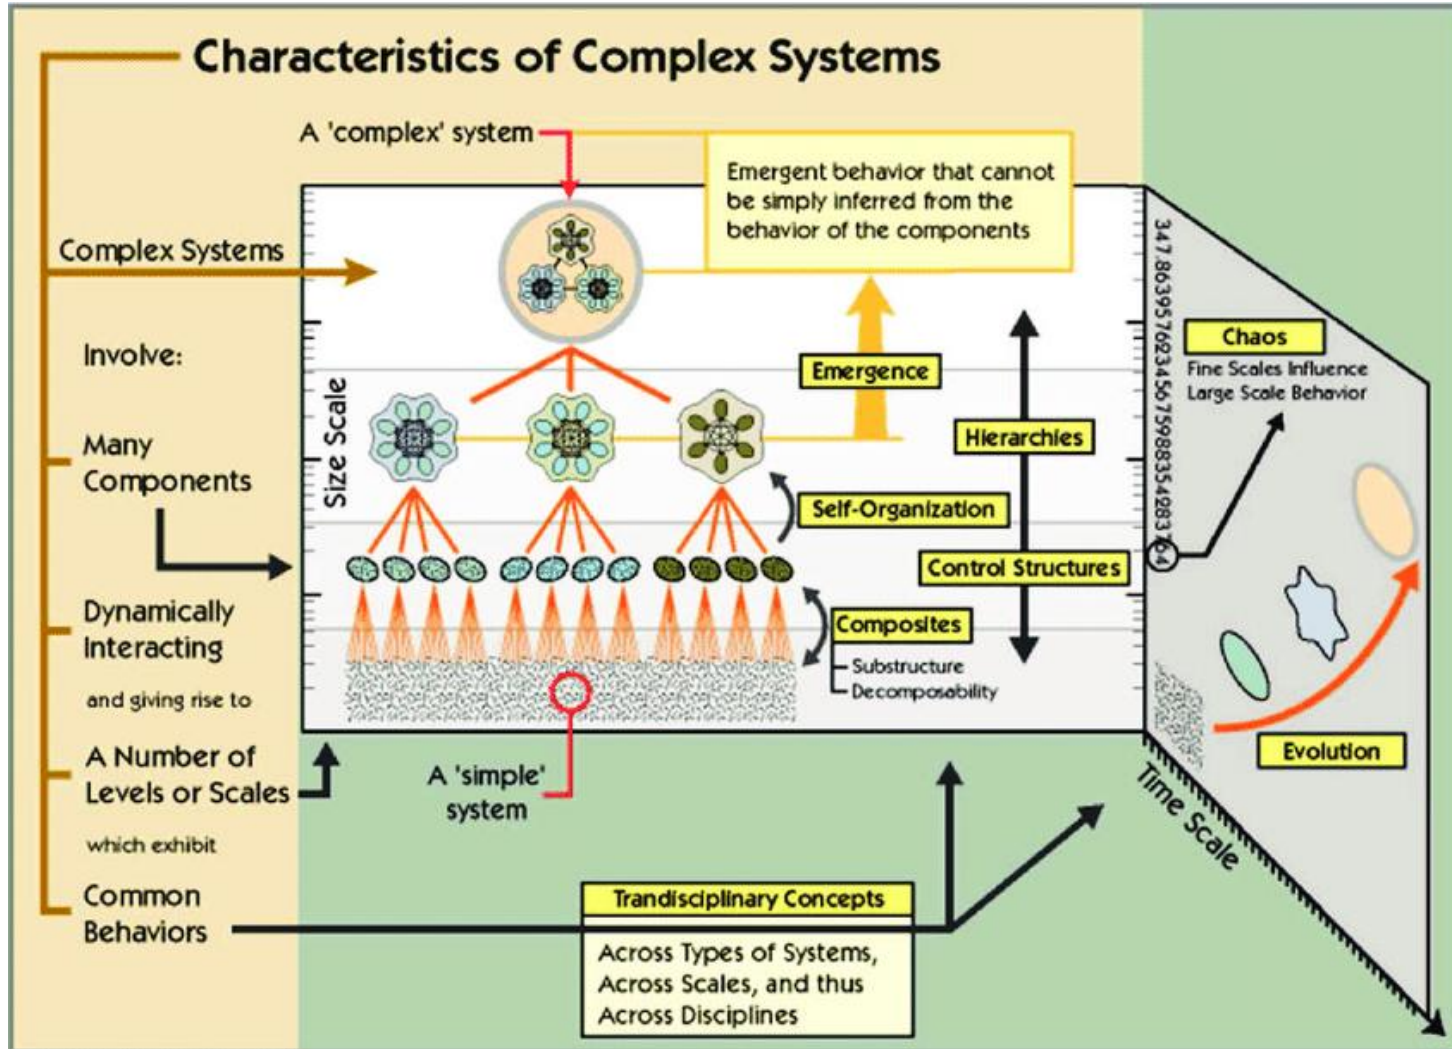 Characteristics of Complex Systems
A 'complex' system
Emergent behavior that cannot
be simply inferred from the
behavior of the components
Complex Systems
Involve:
Many
Components
Dynamically
Interacting
and giving rise to
A Number of
Levels or Scales
which exhibit
Common
Behaviors
Size Scale
Emergence
Hierarchies
Self-Organization
Control Structures
Composites
Substructure
Decomposability
A 'simple'
system
Chaos
Fine Scales Influence
Large Scale Behavior
Evolution
Time Scale
Trandisciplinary Concepts
Across Types of Systems,
Across Scales, and thus
Across Disciplines